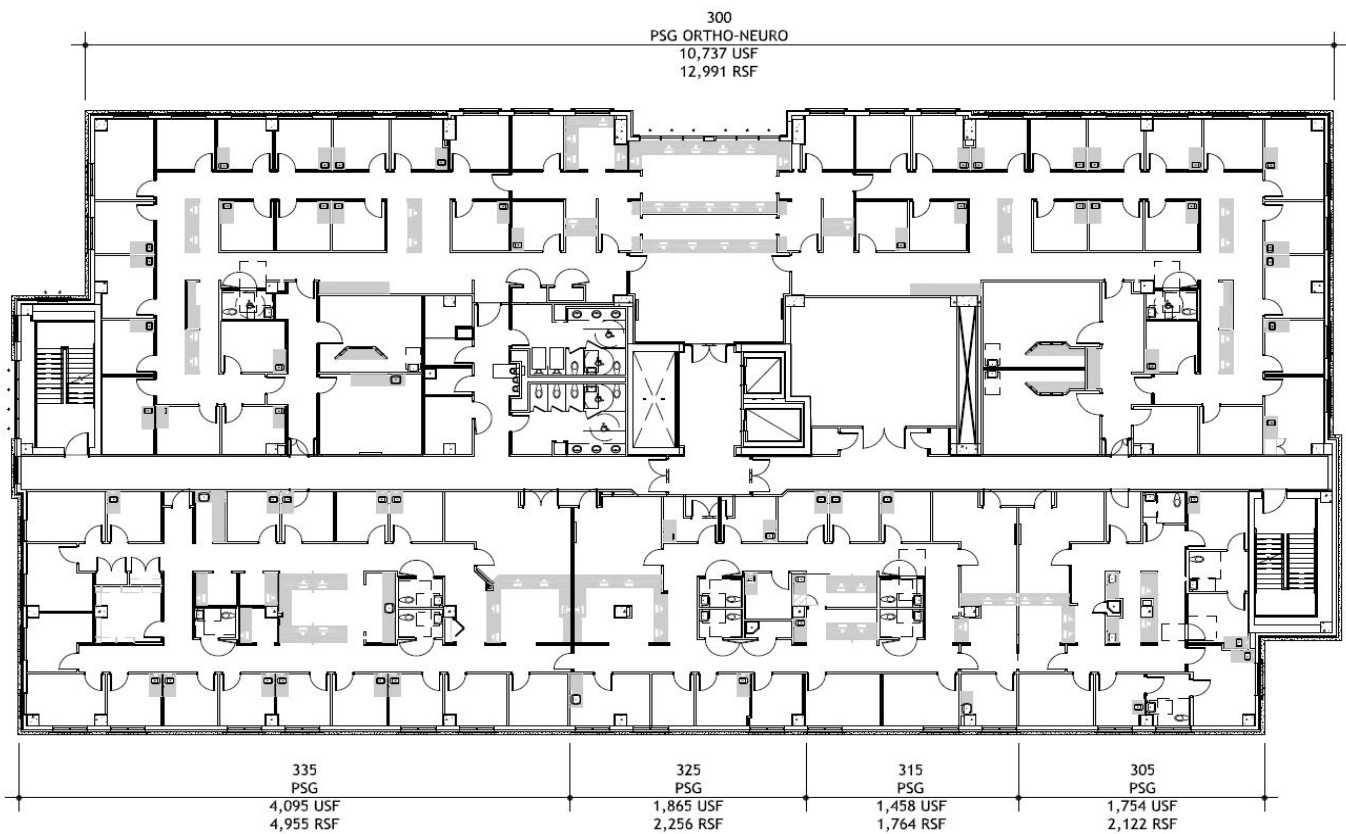 300
PSG ORTHO-NEURO
10,737 USF
12,991 RSF
335
PSG
4,095 USF
4,955 RSF
325
PSG
1,865 USF
2,256 RSF
315
PSG
1,458 USF
1,764 RSF
305
PSG
1,754 USF
2,122 RSF